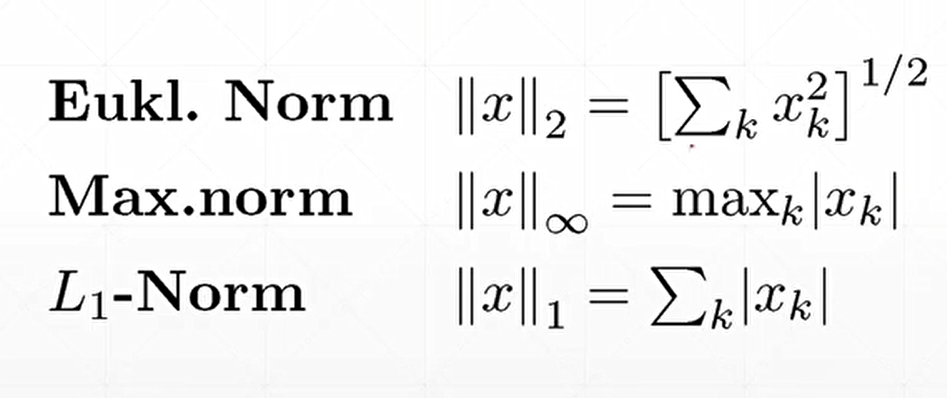 Eukl. Norm ‖x‖₂ = [∑ₖ xₖ²]^{1/2}
Max.norm ‖x‖∞ = maxₖ|xₖ|
L₁-Norm ‖x‖₁ = ∑ₖ|xₖ|